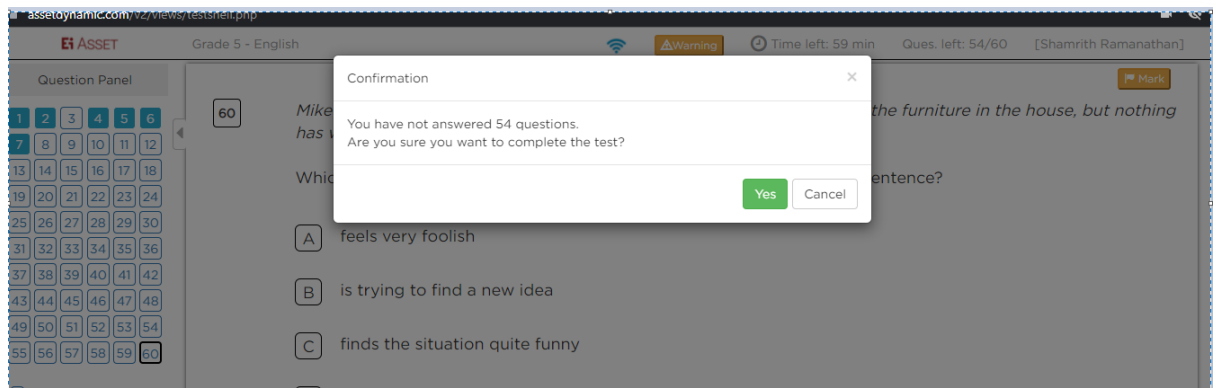 assetdynamic.com/v2/views/testshell.php
Ei ASSET
Grade 5 - English
Warning
Time left: 59 min
Ques. left: 54/60
[Shamrith Ramanathan]
Question Panel
Mark
1 2 3 4 5 6
7 8 9 10 11 12
13 14 15 16 17 18
19 20 21 22 23 24
25 26 27 28 29 30
31 32 33 34 35 36
37 38 39 40 41 42
43 44 45 46 47 48
49 50 51 52 53 54
55 56 57 58 59 60
Confirmation ×
You have not answered 54 questions.
Are you sure you want to complete the test?
Yes Cancel
60
Mike the furniture in the house, but nothing
has
entence?
A feels very foolish
B is trying to find a new idea
C finds the situation quite funny